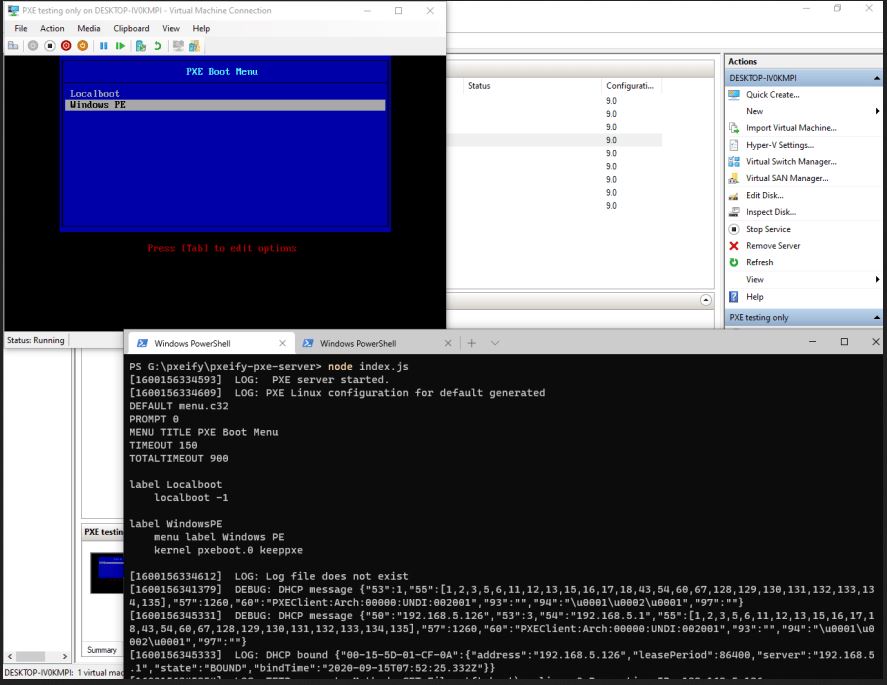 PXE testing only on DESKTOP-IV0KMPI - Virtual Machine Connection
File Action Media Clipboard View Help
PXE Boot Menu
Localboot
Windows PE
Press [Tab] to edit options
Status: Running
Status Configurati...
9.0
9.0
9.0
9.0
9.0
9.0
9.0
9.0
9.0
Actions
DESKTOP-IV0KMPI
Quick Create...
New
Import Virtual Machine...
Hyper-V Settings...
Virtual Switch Manager...
Virtual SAN Manager...
Edit Disk...
Inspect Disk...
Stop Service
Remove Server
Refresh
View
Help
PXE testing only
PXE testin
Summary
DESKTOP-IV0KMPI: 1 virtual mac
Windows PowerShell
Windows PowerShell
PS G:\pxeify\pxeify-pxe-server> node index.js
[1600156334593]  LOG:  PXE server started.
[1600156334609]  LOG: PXE Linux configuration for default generated
DEFAULT menu.c32
PROMPT 0
MENU TITLE PXE Boot Menu
TIMEOUT 150
TOTALTIMEOUT 900
label Localboot
localboot -1
label WindowsPE
menu label Windows PE
kernel pxeboot.0 keeppxe
[1600156334612]  LOG: Log file does not exist
[1600156341379]  DEBUG: DHCP message {"53":1,"55":[1,2,3,5,6,11,12,13,15,16,17,18,43,54,60,67,128,129,130,131,132,133,13
4,135],"57":1260,"60":"PXEClient:Arch:00000:UNDI:002001","93":"","94":"\u0001\u0002\u0001","97":""}
[1600156345331]  DEBUG: DHCP message {"50":"192.168.5.126","53":3,"54":"192.168.5.1","55":[1,2,3,5,6,11,12,13,15,16,17,1
8,43,54,60,67,128,129,130,131,132,133,134,135],"57":1260,"60":"PXEClient:Arch:00000:UNDI:002001","93":"","94":"\u0001\u0
002\u0001","97":""}
[1600156345333]  LOG: DHCP bound {"00-15-5D-01-CF-0A":{"address":"192.168.5.126","leasePeriod":86400,"server":"192.168.5
.1","state":"BOUND","bindTime":"2020-09-15T07:52:25.332Z"}}